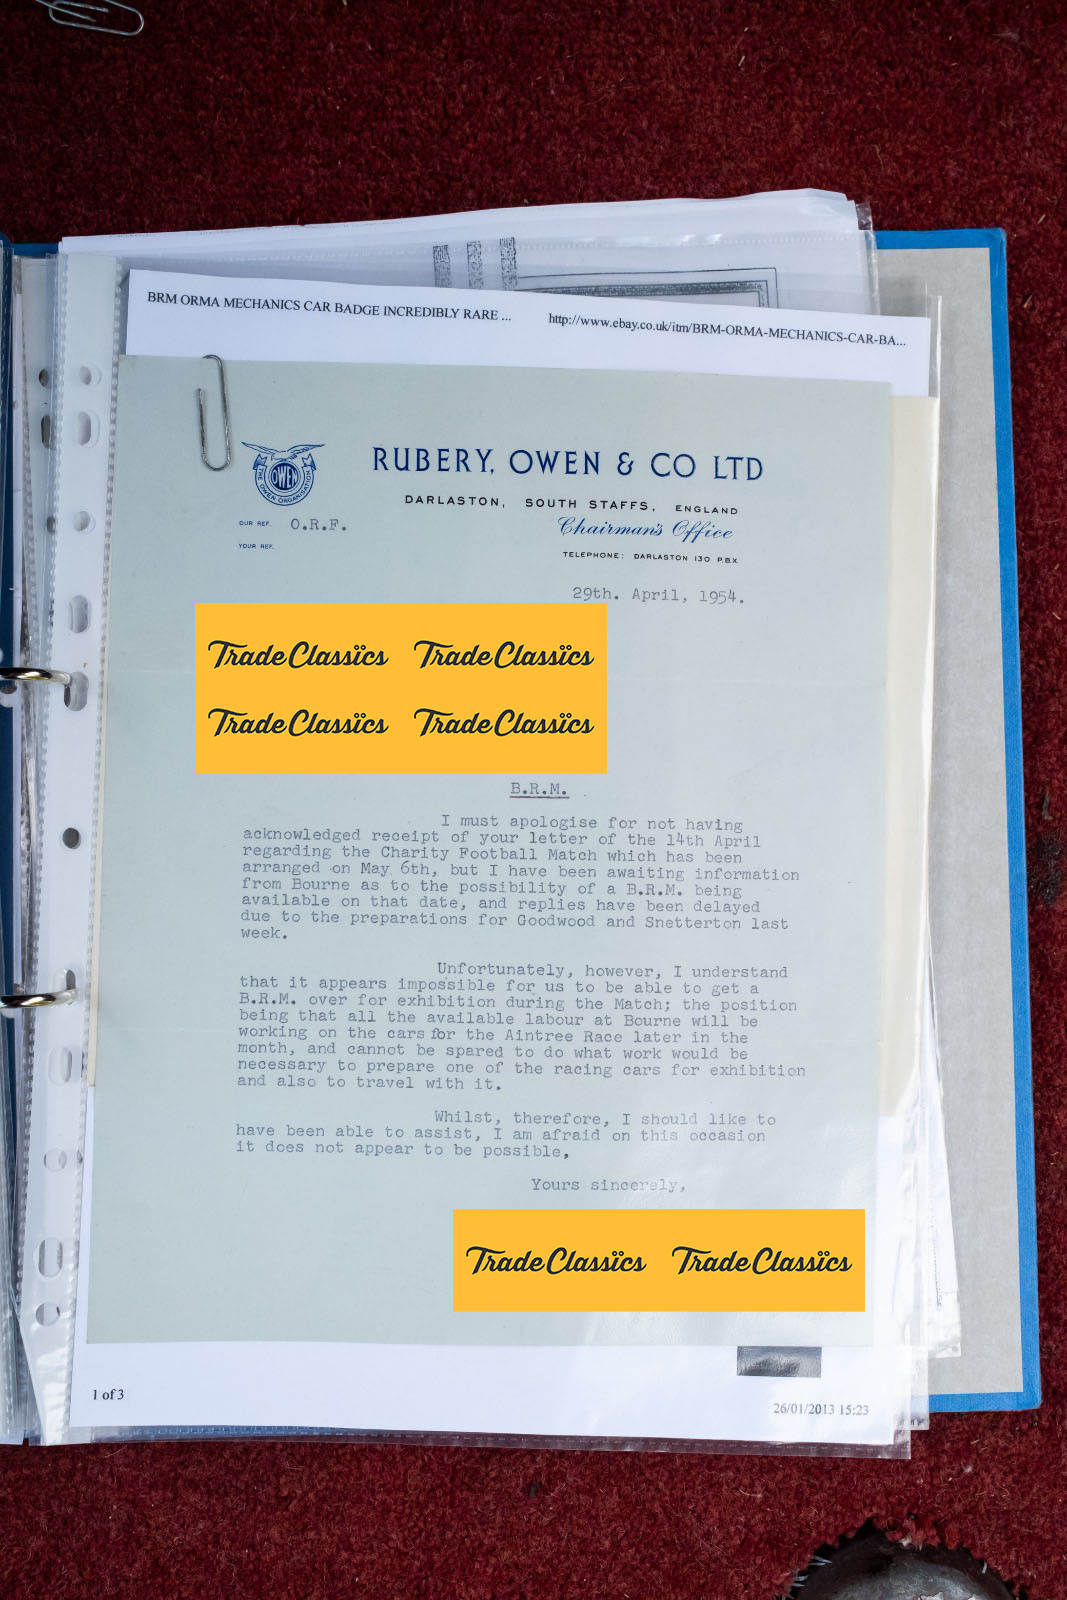 BRM ORMA MECHANICS CAR BADGE INCREDIBLY RARE ... http://www.ebay.co.uk/itm/BRM-ORMA-MECHANICS-CAR-BA...
OWEN
THE OWEN ORGANISATION
RUBERY, OWEN & CO LTD
DARLASTON, SOUTH STAFFS, ENGLAND
Chairman's Office
OUR REF. O.R.F.
YOUR REF.
TELEPHONE: DARLASTON 130 P.B.X.
29th. April, 1954.
TradeClassïcs TradeClassïcs
TradeClassïcs TradeClassïcs
B.R.M.
I must apologise for not having
acknowledged receipt of your letter of the 14th April
regarding the Charity Football Match which has been
arranged on May 6th, but I have been awaiting information
from Bourne as to the possibility of a B.R.M. being
available on that date, and replies have been delayed
due to the preparations for Goodwood and Snetterton last
week.
Unfortunately, however, I understand
that it appears impossible for us to be able to get a
B.R.M. over for exhibition during the Match; the position
being that all the available labour at Bourne will be
working on the cars for the Aintree Race later in the
month, and cannot be spared to do what work would be
necessary to prepare one of the racing cars for exhibition
and also to travel with it.
Whilst, therefore, I should like to
have been able to assist, I am afraid on this occasion
it does not appear to be possible,
Yours sincerely,
TradeClassïcs TradeClassïcs
1 of 3
26/01/2013 15:23